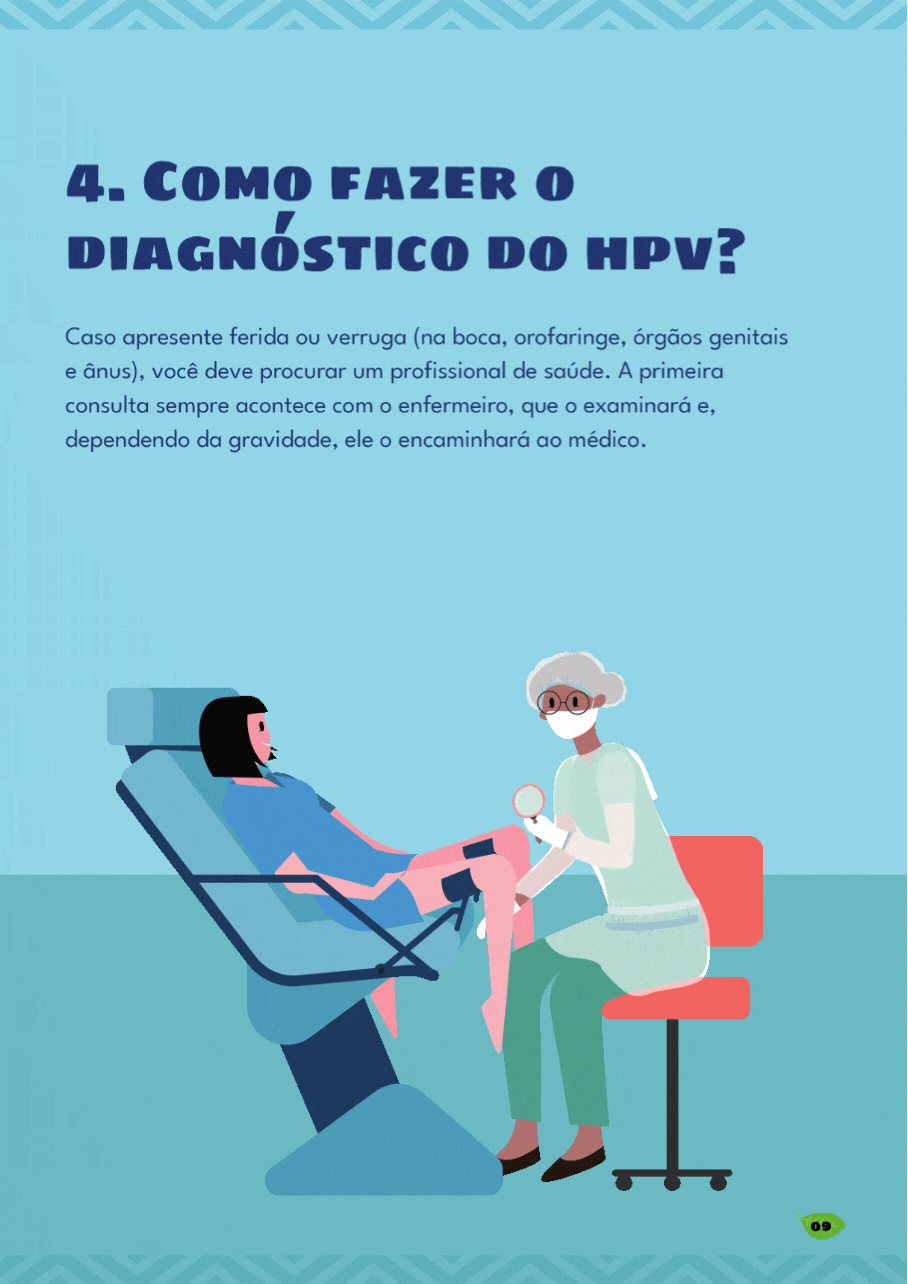 4. Como fazer o
diagnóstico do HPV?
Caso apresente ferida ou verruga (na boca, orofaringe, órgãos genitais
e ânus), você deve procurar um profissional de saúde. A primeira
consulta sempre acontece com o enfermeiro, que o examinará e,
dependendo da gravidade, ele o encaminhará ao médico.
09